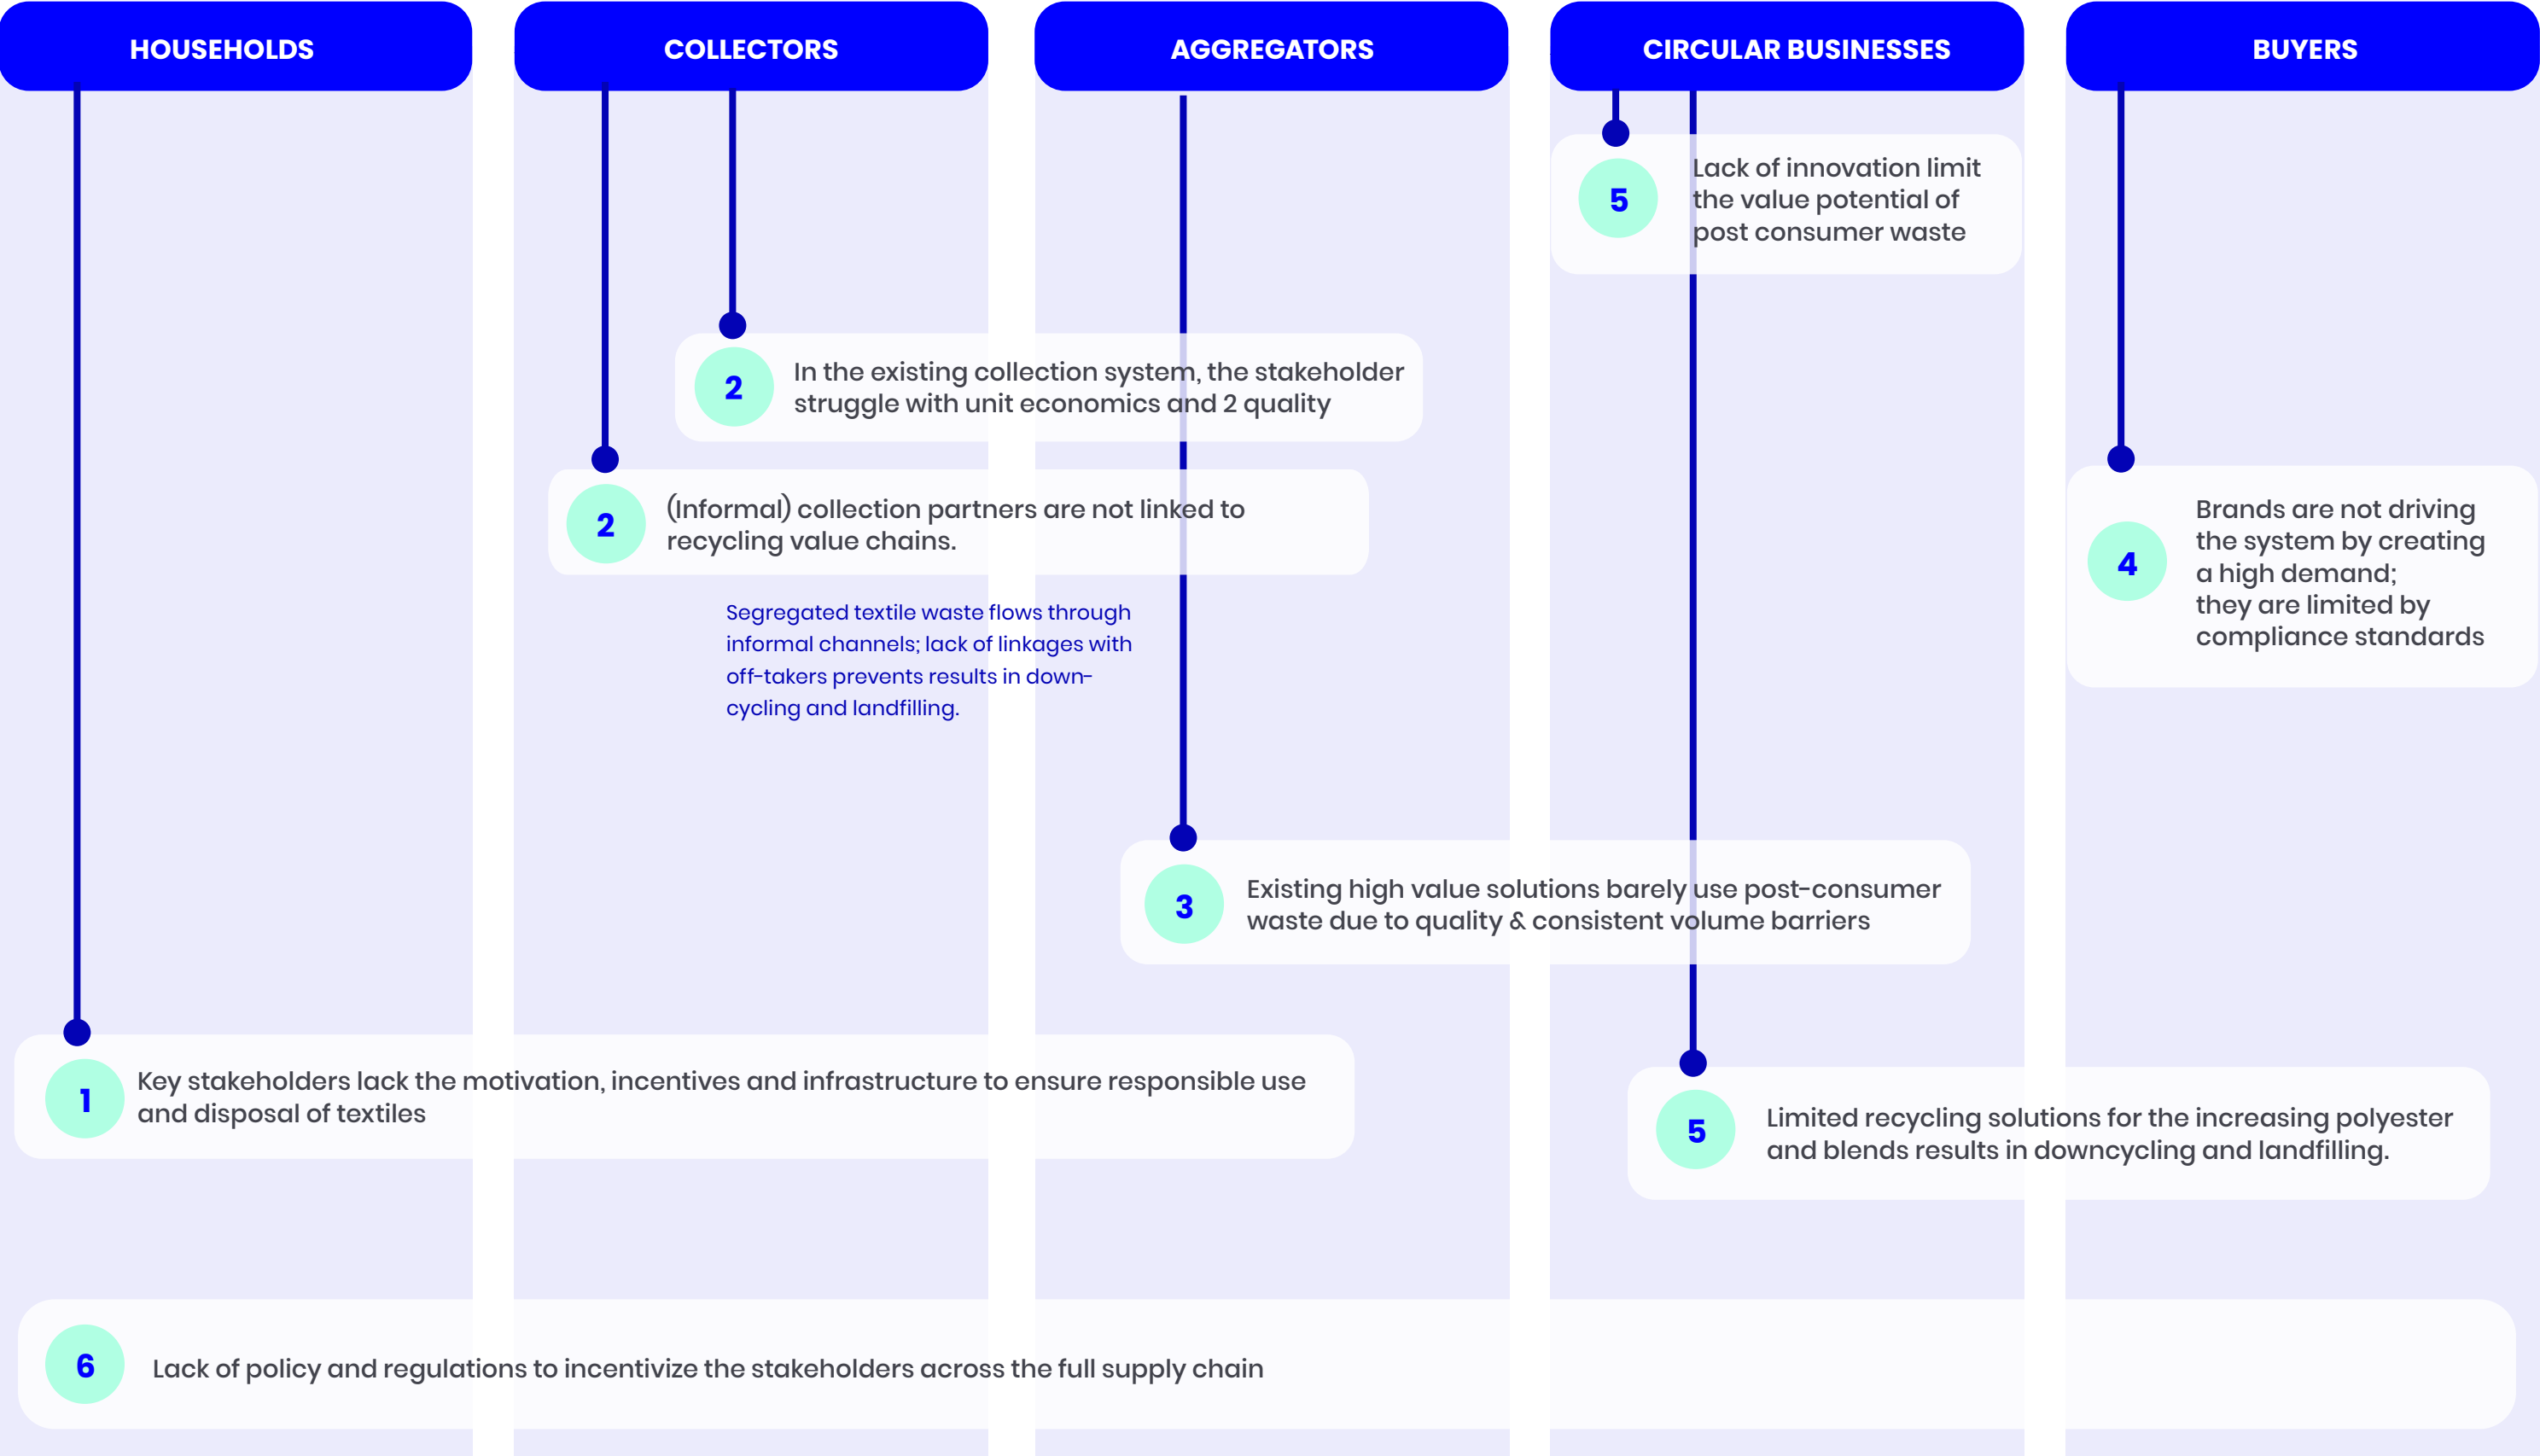 HOUSEHOLDS
COLLECTORS
AGGREGATORS
CIRCULAR BUSINESSES
BUYERS
5
Lack of innovation limit
the value potential of
post consumer waste
2
In the existing collection system, the stakeholder
struggle with unit economics and 2 quality
2
(Informal) collection partners are not linked to
recycling value chains.
Segregated textile waste flows through
informal channels; lack of linkages with
off-takers prevents results in down-
cycling and landfilling.
4
Brands are not driving
the system by creating
a high demand;
they are limited by
compliance standards
3
Existing high value solutions barely use post-consumer
waste due to quality & consistent volume barriers
1
Key stakeholders lack the motivation, incentives and infrastructure to ensure responsible use
and disposal of textiles
5
Limited recycling solutions for the increasing polyester
and blends results in downcycling and landfilling.
6
Lack of policy and regulations to incentivize the stakeholders across the full supply chain